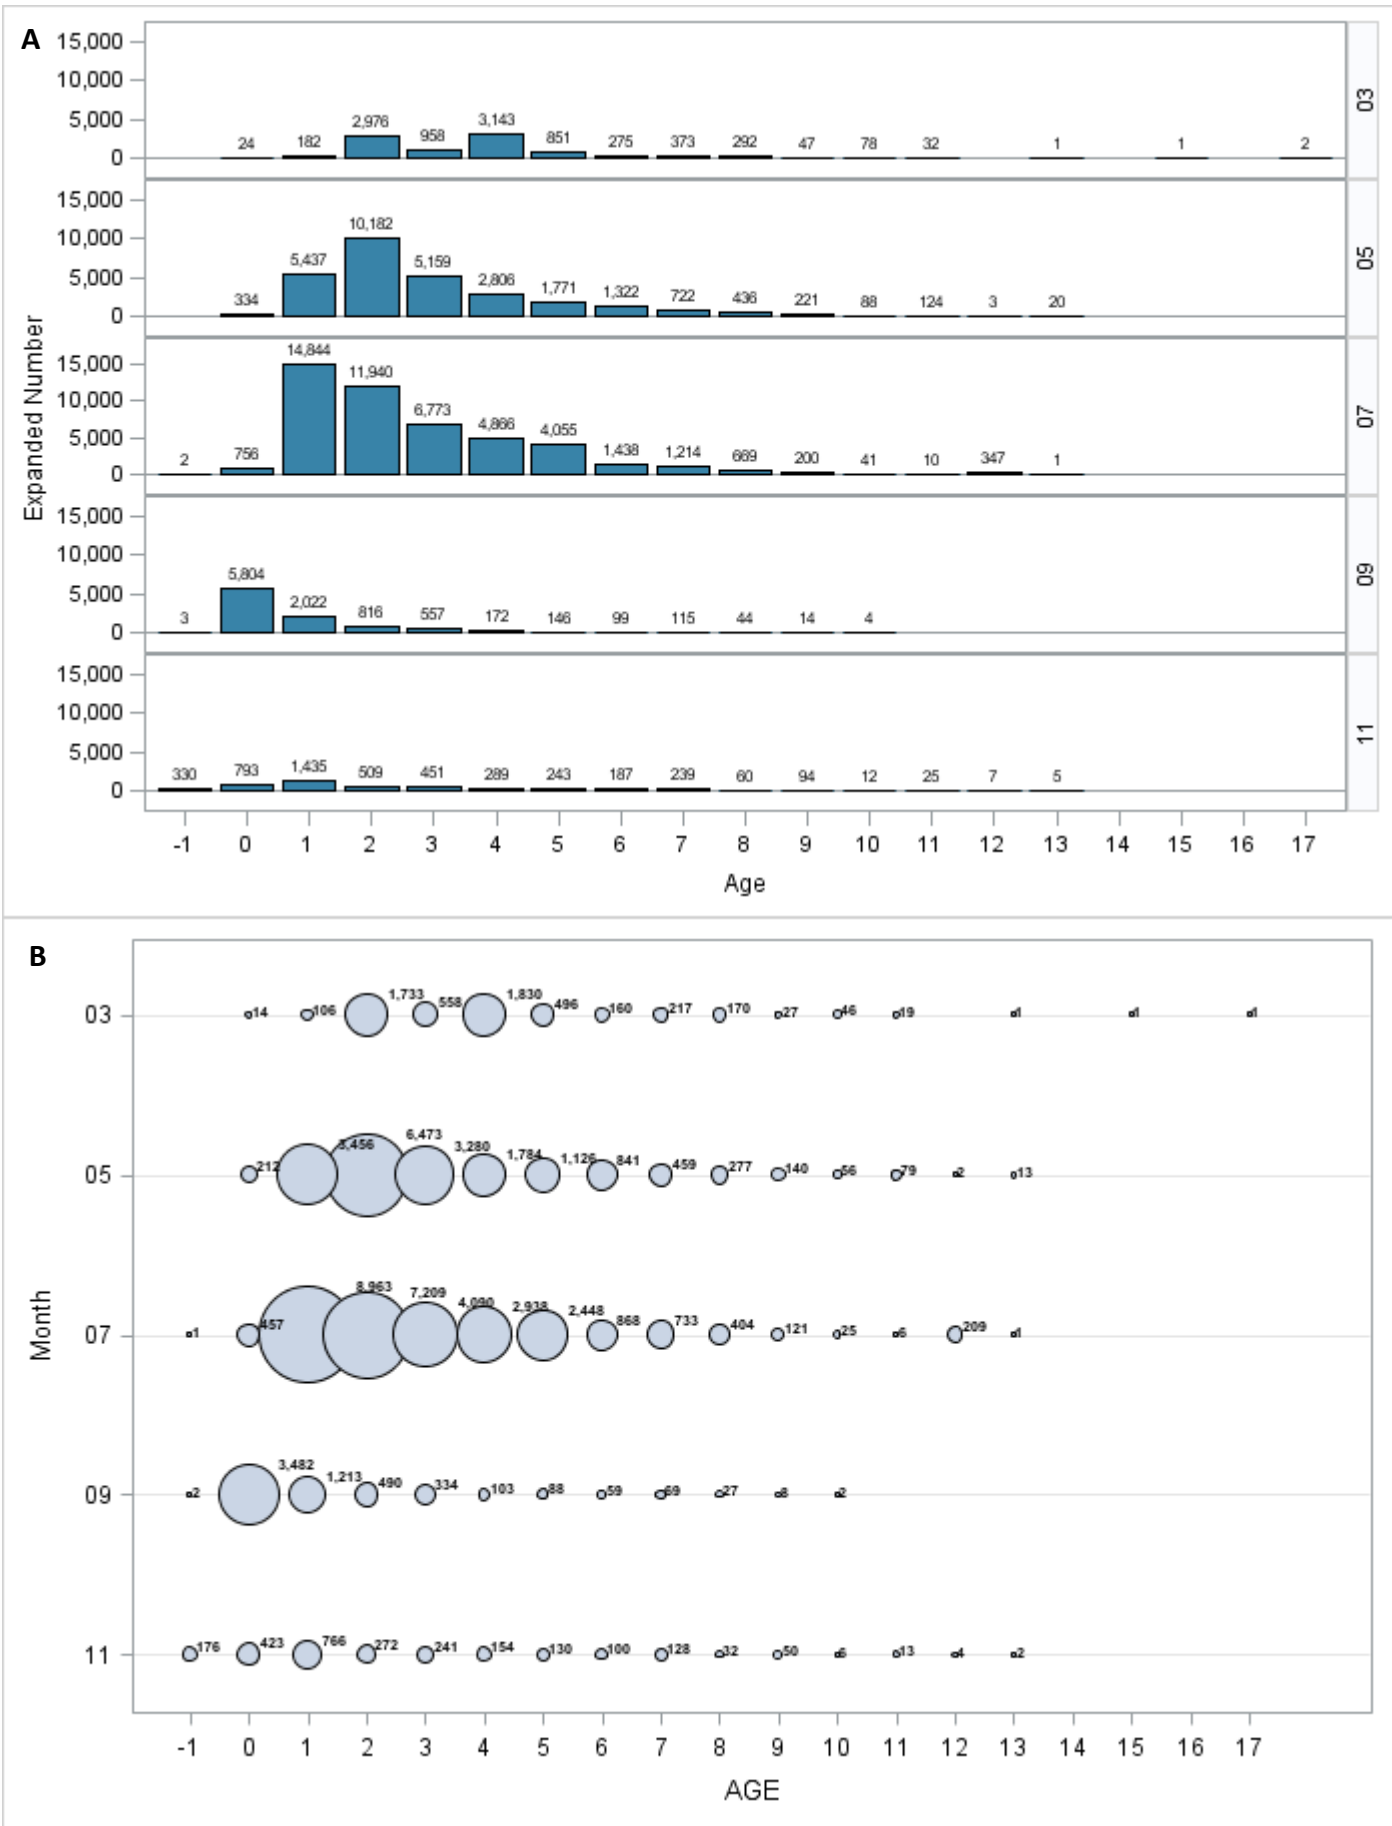 A
15,000
10,000
5,000
0
24 182 2,976 958 3,143 851 275 373 292 47 78 32 1 1 2
03
15,000
10,000
5,000
0
334 5,437 10,182 5,159 2,806 1,771 1,322 722 436 221 88 124 3 20
05
15,000
10,000
5,000
0
2 756 14,844 11,940 6,773 4,866 4,055 1,438 1,214 669 200 41 10 347 1
07
15,000
10,000
5,000
0
3 5,804 2,022 816 557 172 146 99 115 44 14 4
09
15,000
10,000
5,000
0
330 793 1,435 509 451 289 243 187 239 60 94 12 25 7 5
11
Expanded Number
-1 0 1 2 3 4 5 6 7 8 9 10 11 12 13 14 15 16 17
Age
B
03 14 106 1,733 558 1,830 496 160 217 170 27 46 19 1 1 1
05 212 3,456 6,473 3,280 1,784 1,126 841 459 277 140 56 79 2 13
07 1 457 8,963 7,209 4,090 2,938 2,448 868 733 404 121 25 6 209 1
09 2 3,482 1,213 490 334 103 88 59 69 27 8 2
11 176 423 766 272 241 154 130 100 128 32 50 6 13 4 2
Month
-1 0 1 2 3 4 5 6 7 8 9 10 11 12 13 14 15 16 17
AGE